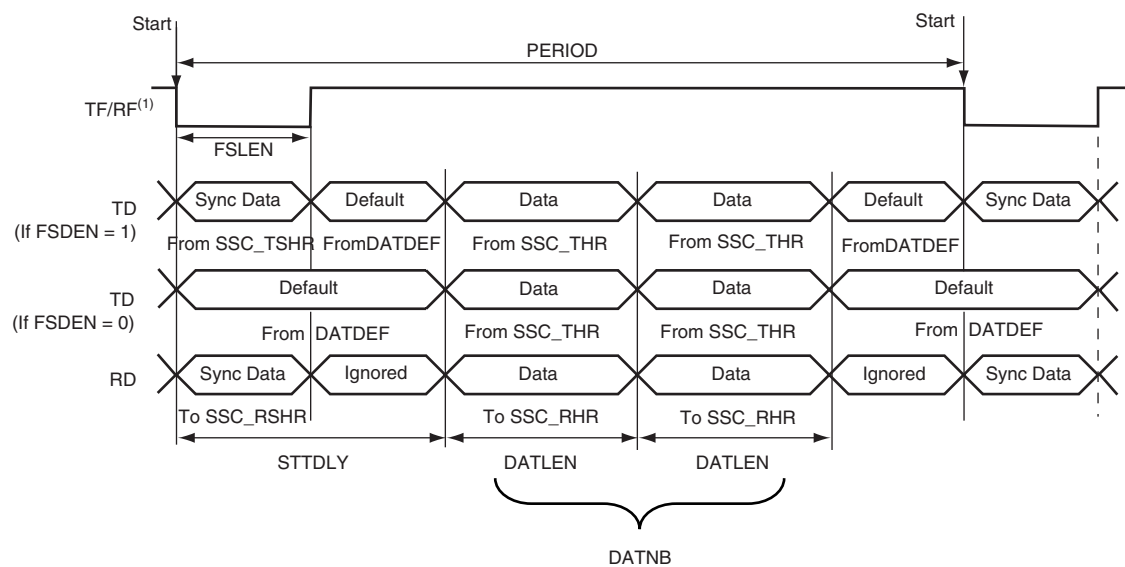 Start
Start
PERIOD
TF/RF(1)
FSLEN
TD
(If FSDEN = 1)
Sync Data
Default
Data
Data
Default
Sync Data
From SSC_TSHR
FromDATDEF
From SSC_THR
From SSC_THR
FromDATDEF
TD
(If FSDEN = 0)
Default
Data
Data
Default
From DATDEF
From SSC_THR
From SSC_THR
From DATDEF
RD
Sync Data
Ignored
Data
Data
Ignored
Sync Data
To SSC_RSHR
To SSC_RHR
To SSC_RHR
STTDLY
DATLEN
DATLEN
DATNB